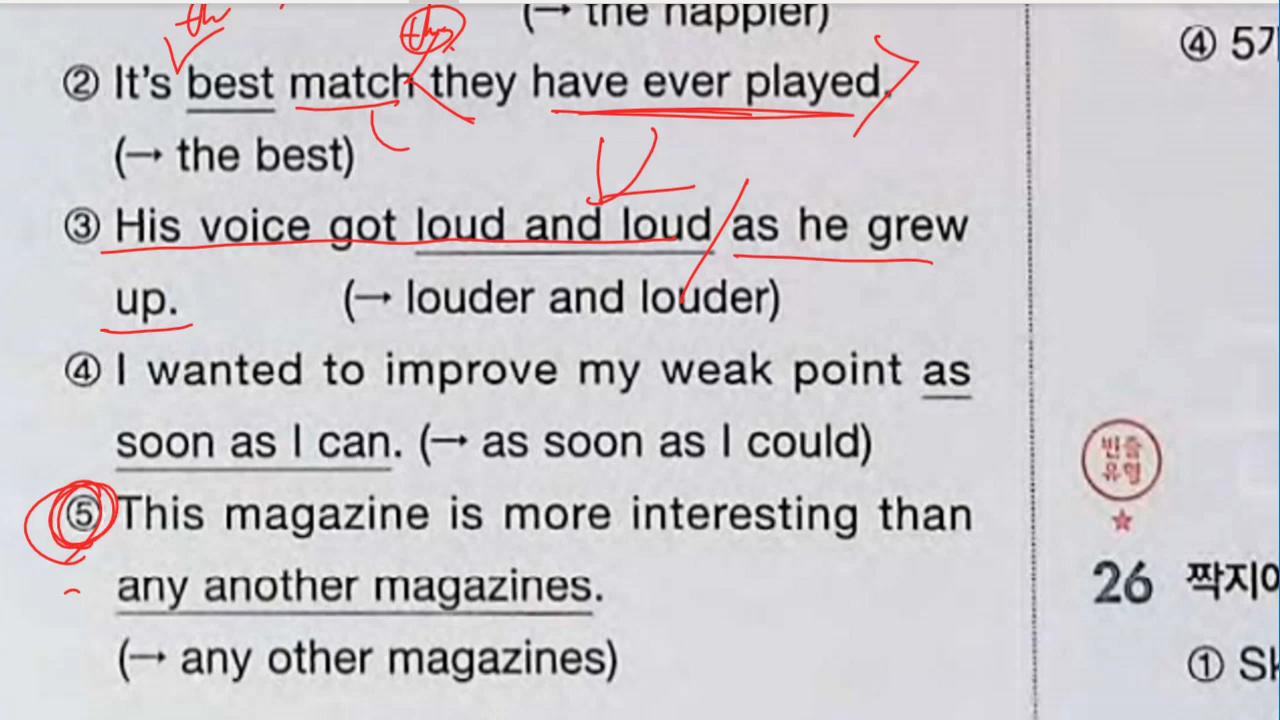 (→ the happier)
② It's best match they have ever played.
(→ the best)
③ His voice got loud and loud as he grew
up. (→ louder and louder)
④ I wanted to improve my weak point as
soon as I can. (→ as soon as I could)
⑤ This magazine is more interesting than
any another magazines.
(→ any other magazines)
④ 5
빈출
유형
26 짝지어
① Sh